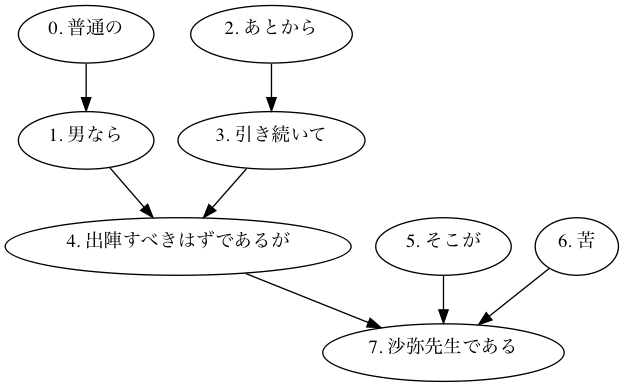 0. 普通の
2. あとから
1. 男なら
3. 引き続いて
4. 出陣すべきはずであるが
5. そこが
6. 苦
7. 沙弥先生である